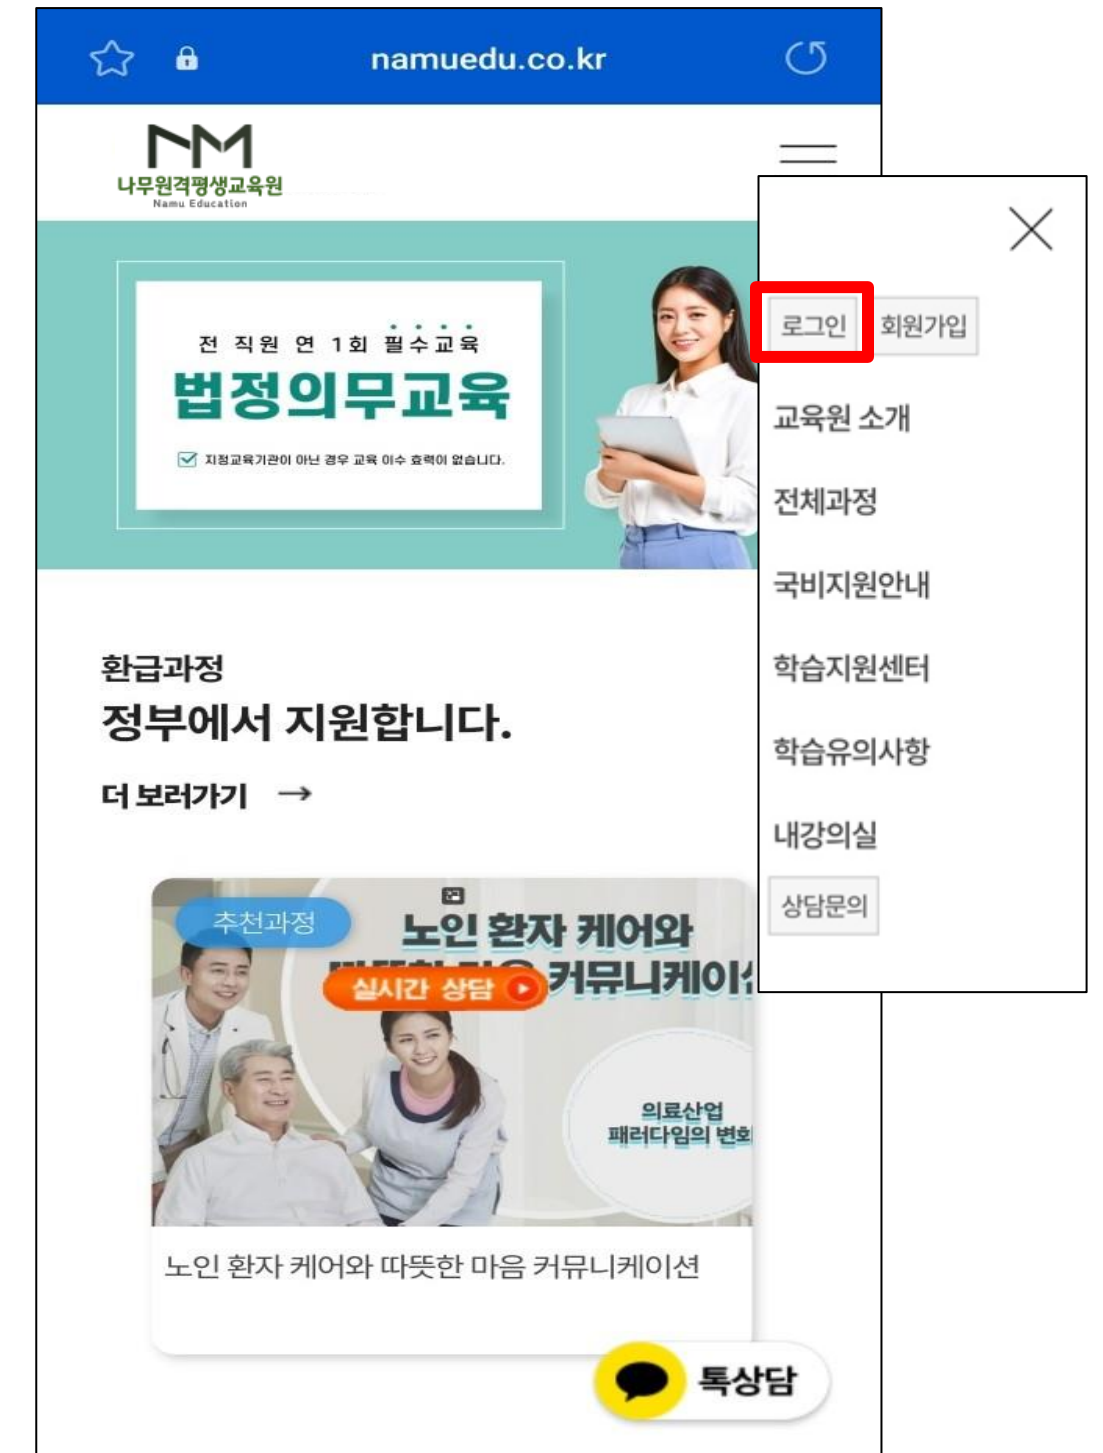 namuedu.co.kr
NM
나무원격평생교육원
Namu Education
전 직원 연 1회 필수교육
법정의무교육
지정교육기관이 아닌 경우 교육 이수 효력이 없습니다.
로그인 회원가입
교육원 소개
전체과정
국비지원안내
학습지원센터
학습유의사항
내강의실
상담문의
환급과정
정부에서 지원합니다.
더 보러가기 →
추천과정
노인 환자 케어와
커뮤니케이션
실시간 상담
의료산업
패러다임의 변화
노인 환자 케어와 따뜻한 마음 커뮤니케이션
톡상담